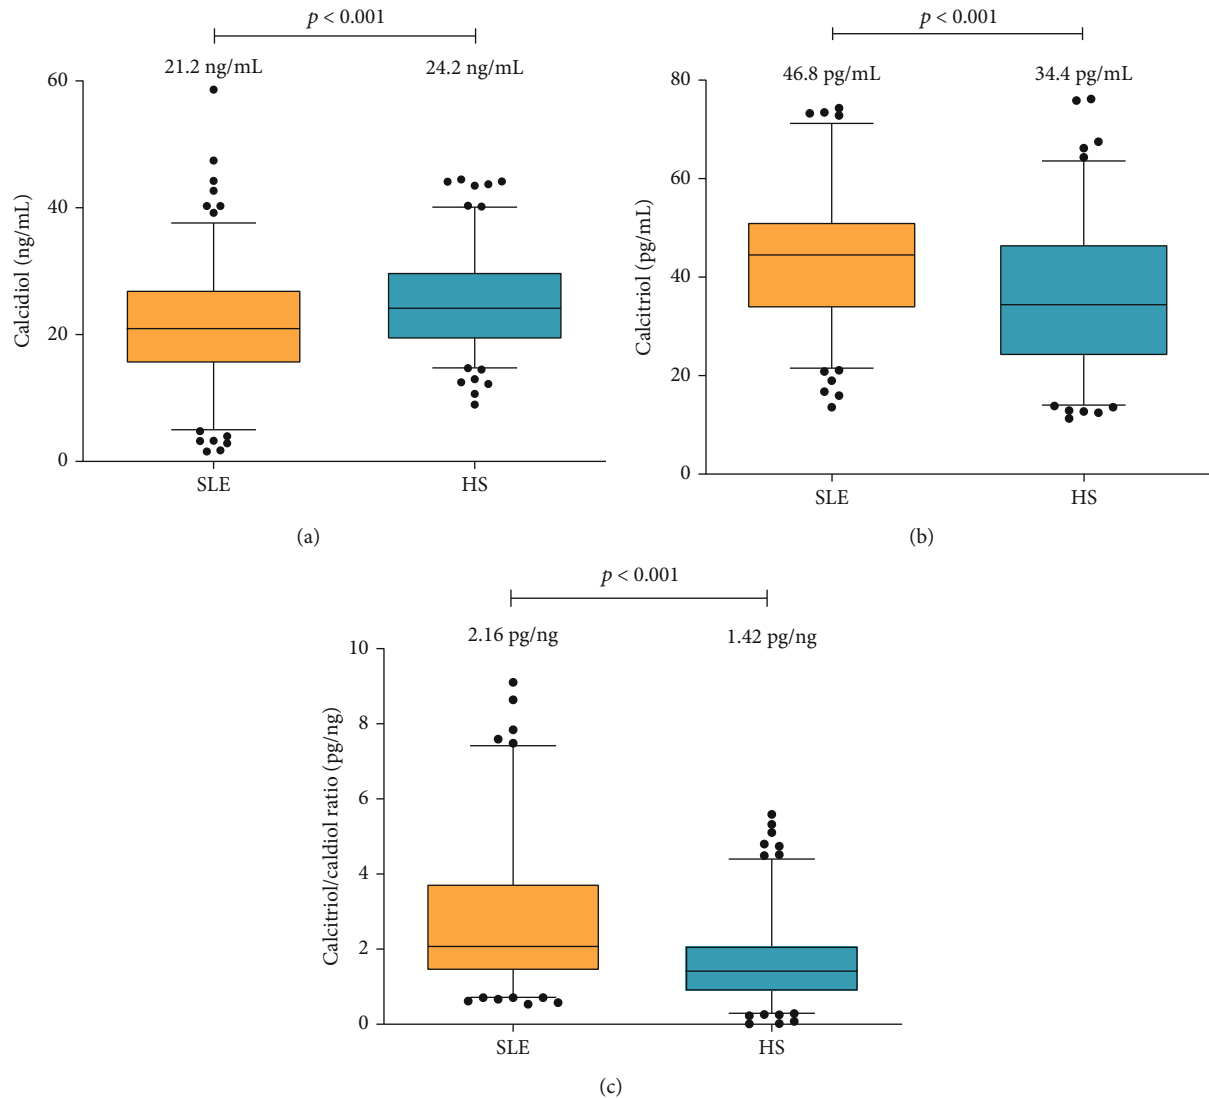 p < 0.001
21.2 ng/mL
24.2 ng/mL
Calcidiol (ng/mL)
60
40
20
0
SLE
HS
(a)
p < 0.001
46.8 pg/mL
34.4 pg/mL
Calcitriol (pg/mL)
80
60
40
20
0
SLE
HS
(b)
p < 0.001
2.16 pg/ng
1.42 pg/ng
Calcitriol/caldiol ratio (pg/ng)
10
8
6
4
2
0
SLE
HS
(c)